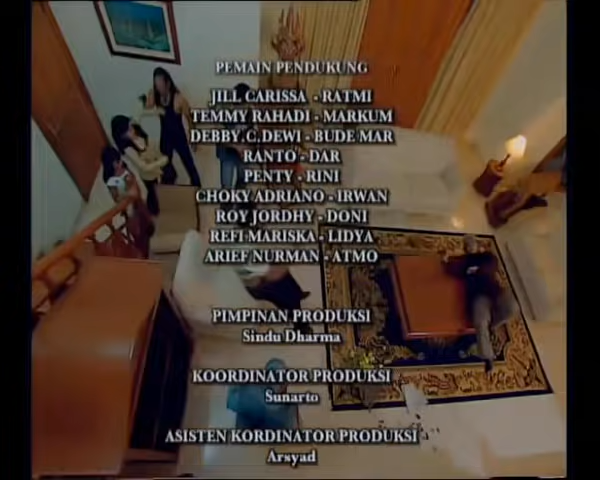 PEMAIN PENDUKUNG
JILL CARISSA - RATMI
TEMMY RAHADI - MARKUM
DEBBY.C.DEWI - BUDE MAR
RANTO - DAR
PENTY - RINI
CHOKY ADRIANO - IRWAN
ROY JORDHY - DONI
REFI MARISKA - LIDYA
ARIEF NURMAN - ATMO
PIMPINAN PRODUKSI
Sindu Dharma
KOORDINATOR PRODUKSI
Sunarto
ASISTEN KORDINATOR PRODUKSI
Arsyad